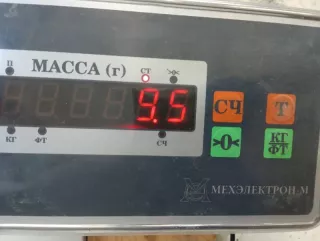 П МАССА (г) СТ >o<
9.5
СЧ Т
КГ ФТ СЧ >0< КГ/ФТ
МЕХЭЛЕКТРОН-М